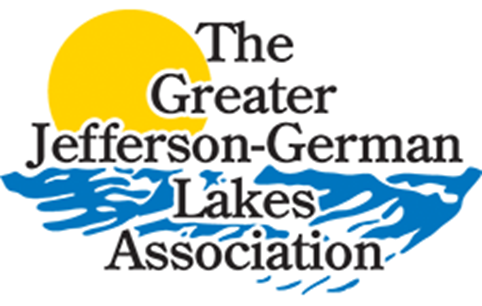 The
Greater
Jefferson-German
Lakes
Association